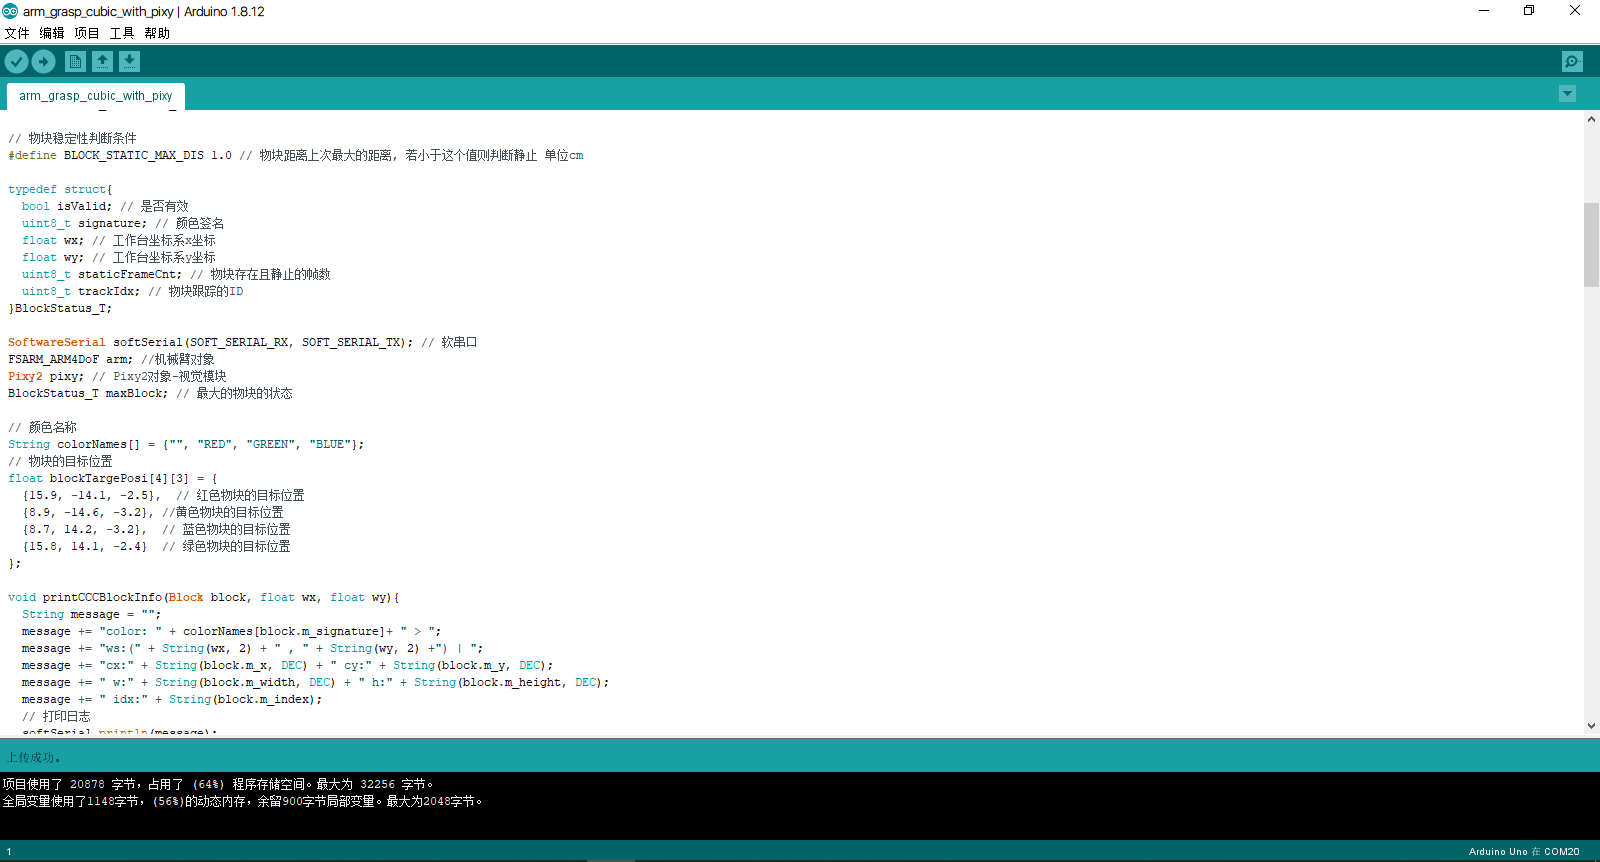 arm_grasp_cubic_with_pixy | Arduino 1.8.12
文件 编辑 项目 工具 帮助
arm_grasp_cubic_with_pixy
// 物块稳定性判断条件
#define BLOCK_STATIC_MAX_DIS 1.0 // 物块距离上次最大的距离, 若小于这个值则判断静止 单位cm
typedef struct{
  bool isValid; // 是否有效
  uint8_t signature; // 颜色签名
  float wx; // 工作台坐标系x坐标
  float wy; // 工作台坐标系y坐标
  uint8_t staticFrameCnt; // 物块存在且静止的帧数
  uint8_t trackIdx; // 物块跟踪的ID
}BlockStatus_T;
SoftwareSerial softSerial(SOFT_SERIAL_RX, SOFT_SERIAL_TX); // 软串口
FSARM_ARM4DoF arm; //机械臂对象
Pixy2 pixy; // Pixy2对象-视觉模块
BlockStatus_T maxBlock; // 最大的物块的状态
// 颜色名称
String colorNames[] = {"", "RED", "GREEN", "BLUE"};
// 物块的目标位置
float blockTargePosi[4][3] = {
  {15.9, -14.1, -2.5},  // 红色物块的目标位置
  {8.9, -14.6, -3.2}, //黄色物块的目标位置
  {8.7, 14.2, -3.2},  // 蓝色物块的目标位置
  {15.8, 14.1, -2.4}  // 绿色物块的目标位置
};
void printCCCBlockInfo(Block block, float wx, float wy){
  String message = "";
  message += "color: " + colorNames[block.m_signature]+ " > ";
  message += "ws:(" + String(wx, 2) + " , " + String(wy, 2) +") | ";
  message += "cx:" + String(block.m_x, DEC) + " cy:" + String(block.m_y, DEC);
  message += " w:" + String(block.m_width, DEC) + " h:" + String(block.m_height, DEC);
  message += " idx:" + String(block.m_index);
  // 打印日志
  softSerial.println(message);
上传成功。
项目使用了 20878 字节，占用了 (64%) 程序存储空间。最大为 32256 字节。
全局变量使用了1148字节，(56%)的动态内存，余留900字节局部变量。最大为2048字节。
1
Arduino Uno 在 COM20